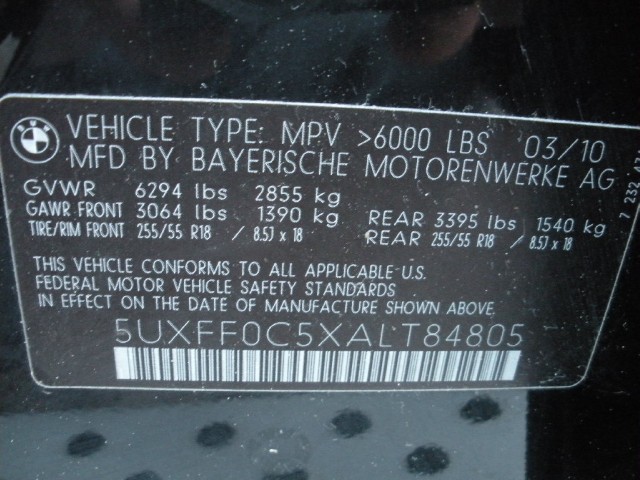 BMW
VEHICLE TYPE: MPV >6000 LBS 03/10
MFD BY BAYERISCHE MOTORENWERKE AG
GVWR 6294 lbs 2855 kg
GAWR FRONT 3064 lbs 1390 kg REAR 3395 lbs 1540 kg
TIRE/RIM FRONT 255/55 R18 / 8.5J x 18 REAR 255/55 R18 / 8.5J x 18
THIS VEHICLE CONFORMS TO ALL APPLICABLE U.S.
FEDERAL MOTOR VEHICLE SAFETY STANDARDS
IN EFFECT ON THE DATE OF MANUFACTURE SHOWN ABOVE.
5UXFF0C5XALT84805
7 232